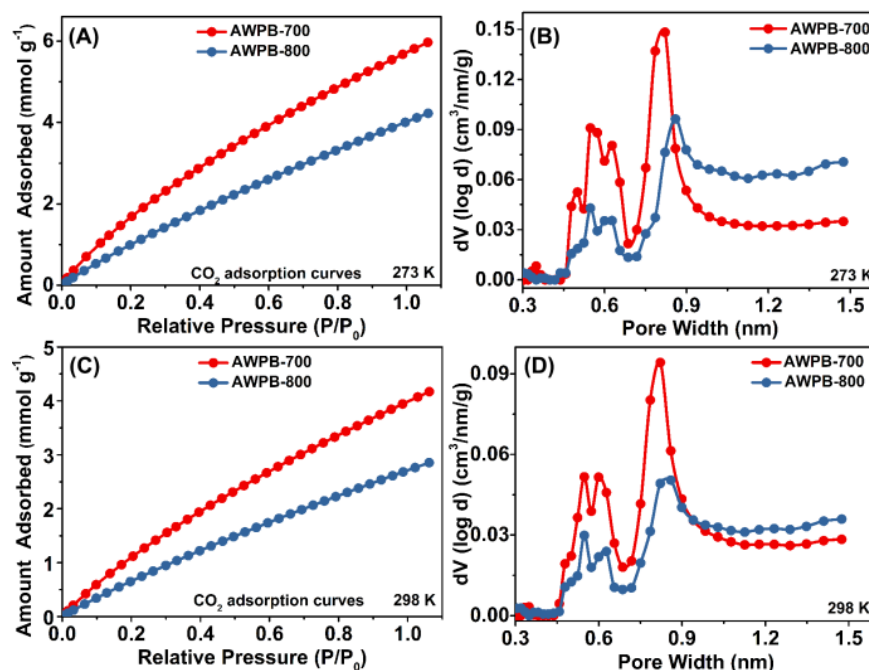 (A)
AWPB-700
AWPB-800
Amount Adsorbed (mmol g⁻¹)
6
4
2
0
CO₂ adsorption curves
273 K
0.0 0.2 0.4 0.6 0.8 1.0
Relative Pressure (P/P₀)
(B)
AWPB-700
AWPB-800
dV (log d) (cm³/nm/g)
0.15
0.12
0.09
0.06
0.03
0.00
273 K
0.3 0.6 0.9 1.2 1.5
Pore Width (nm)
(C)
AWPB-700
AWPB-800
Amount Adsorbed (mmol g⁻¹)
5
4
3
2
1
0
CO₂ adsorption curves
298 K
0.0 0.2 0.4 0.6 0.8 1.0
Relative Pressure (P/P₀)
(D)
AWPB-700
AWPB-800
dV (log d) (cm³/nm/g)
0.09
0.06
0.03
0.00
298 K
0.3 0.6 0.9 1.2 1.5
Pore Width (nm)